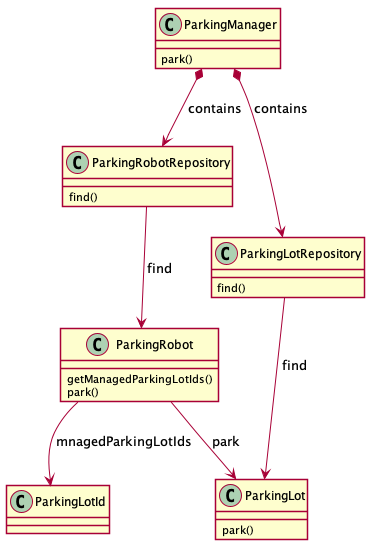 C ParkingManager
park()
contains
contains
C ParkingRobotRepository
find()
C ParkingLotRepository
find()
find
C ParkingRobot
getManagedParkingLotIds()
park()
find
mnagedParkingLotIds
park
C ParkingLotId
C ParkingLot
park()